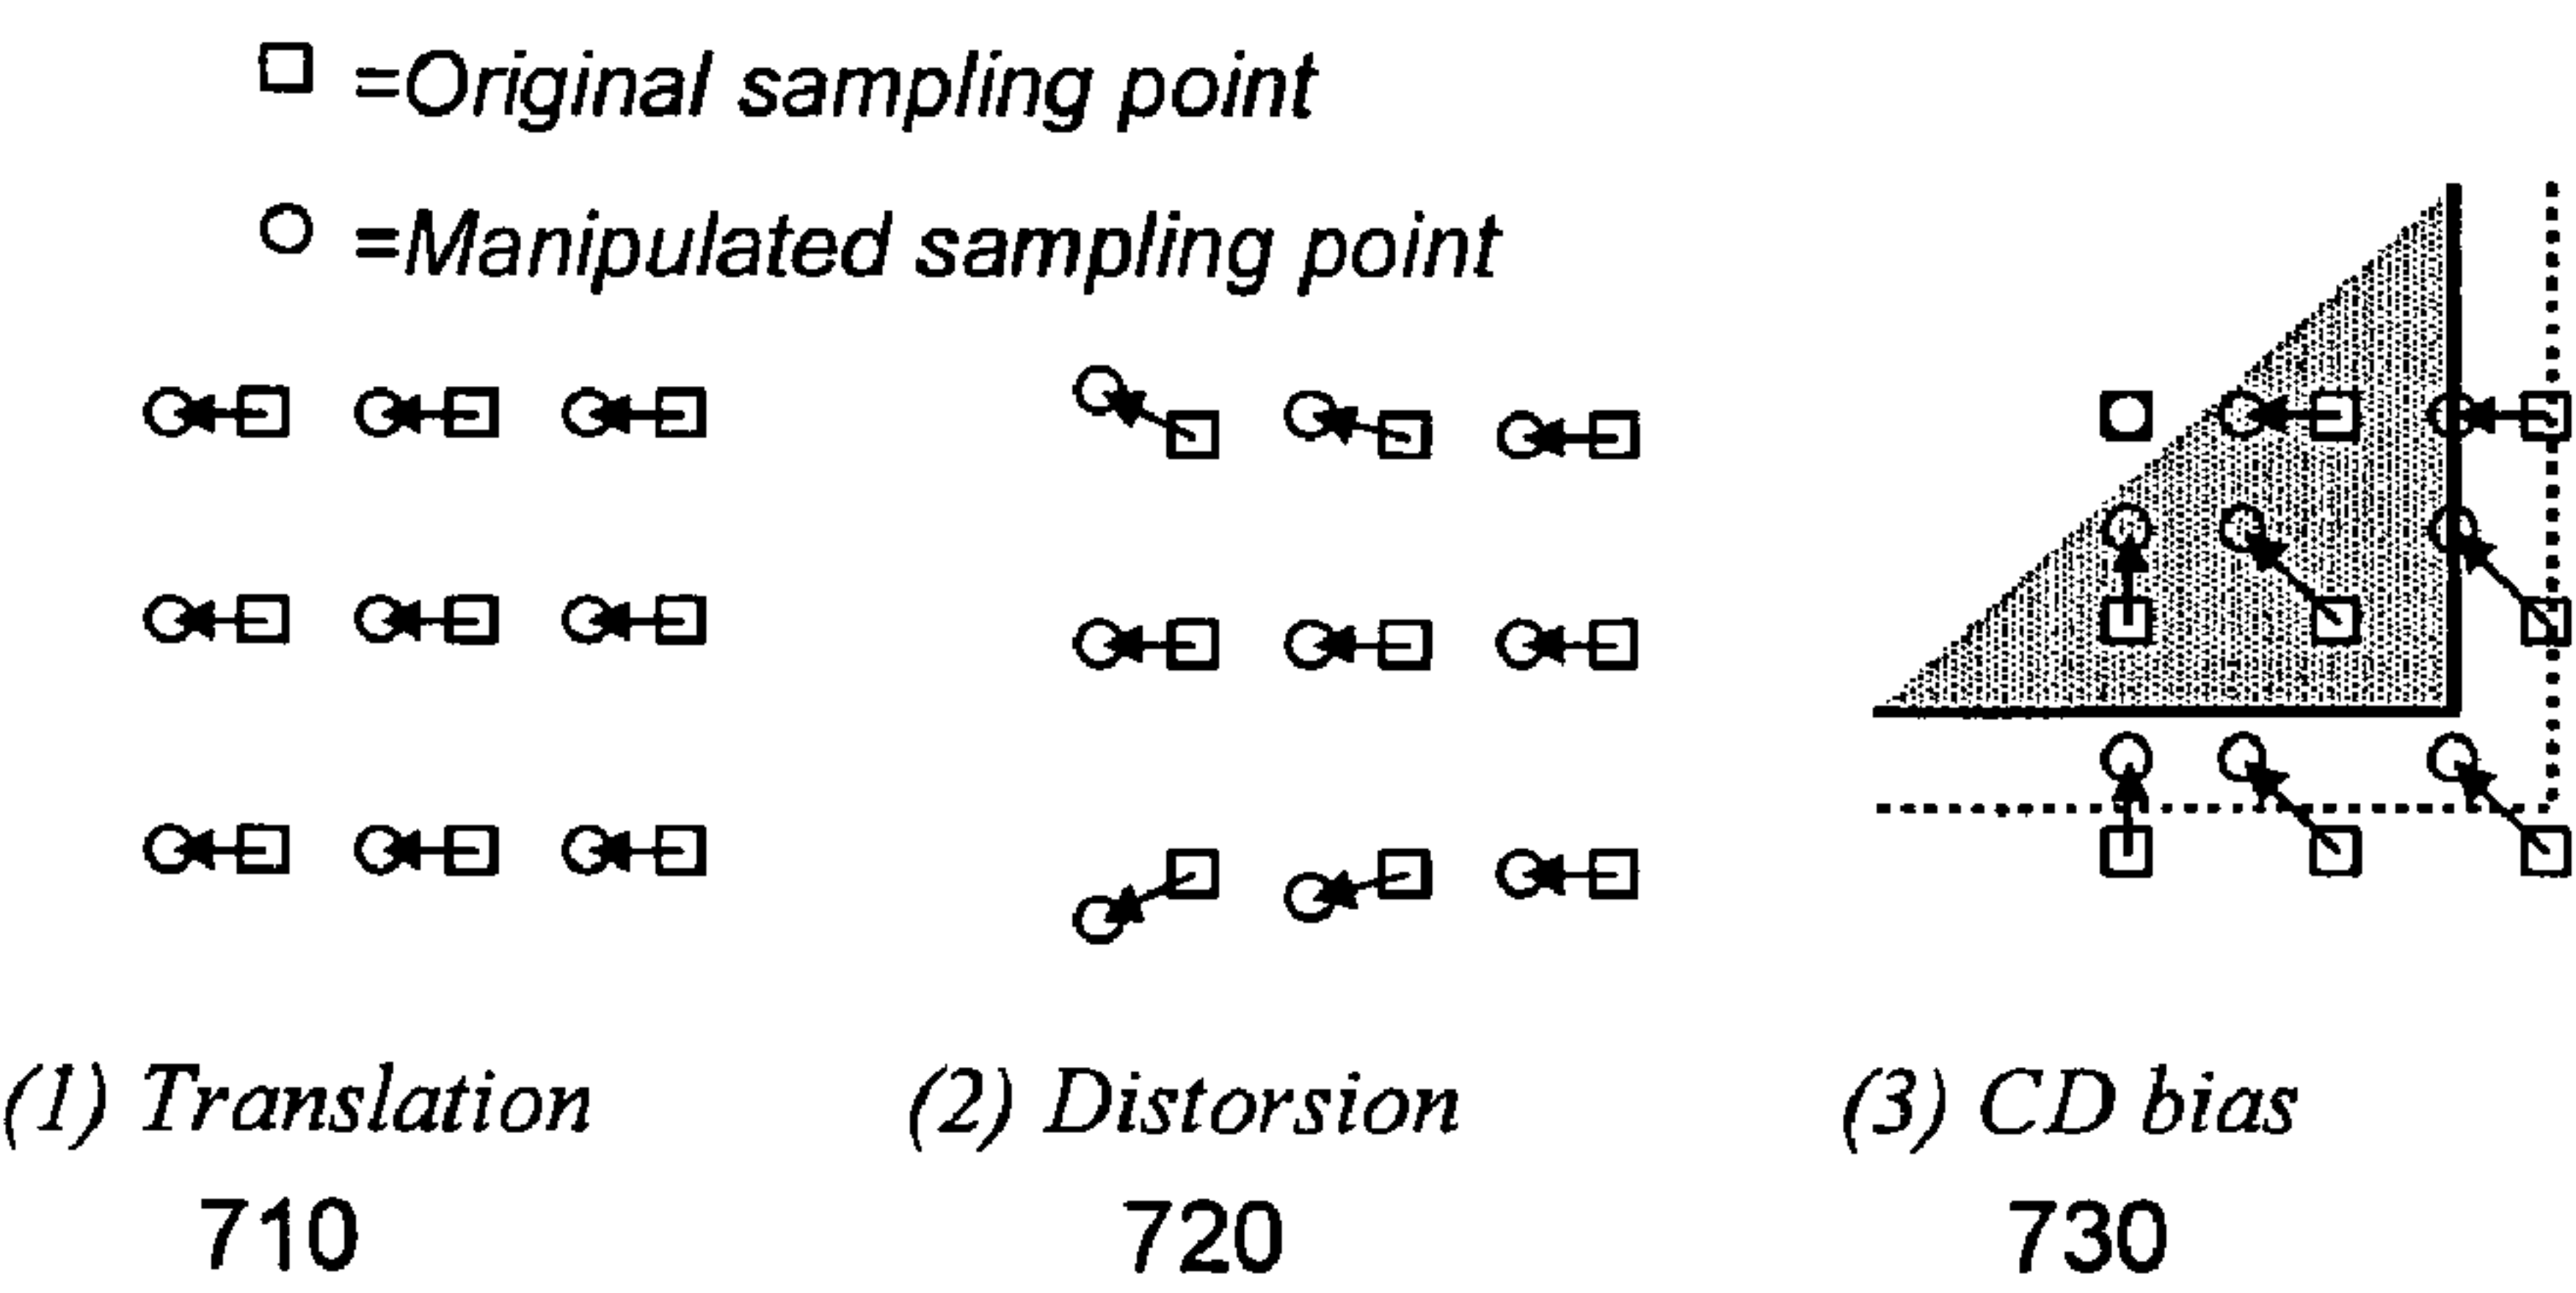 =Original sampling point
=Manipulated sampling point
(1) Translation
(2) Distorsion
(3) CD bias
710
720
730